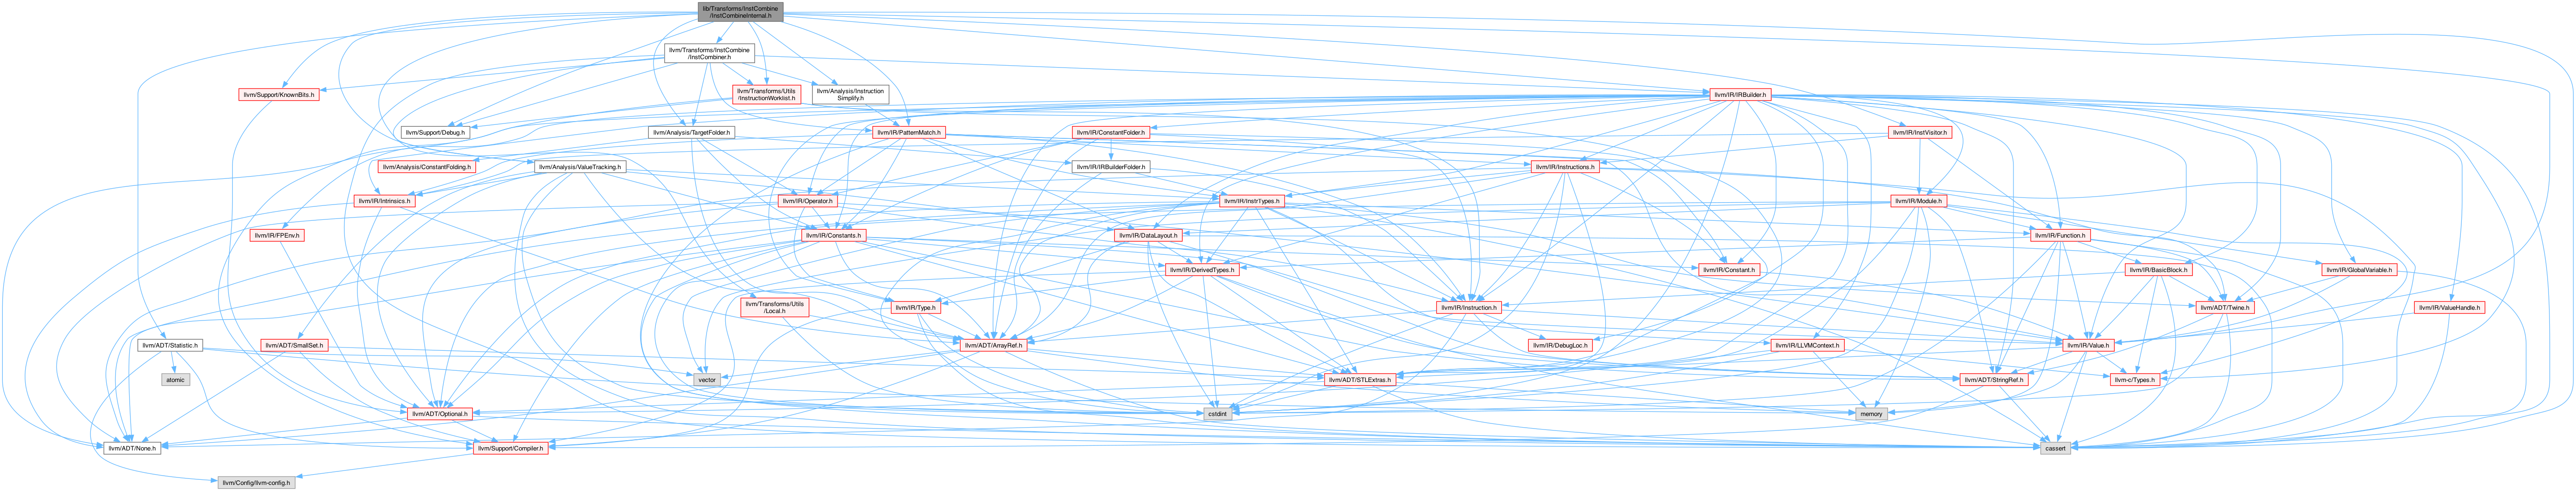 lib/Transforms/InstCombine
/InstCombineInternal.h
llvm/Transforms/InstCombine
/InstCombiner.h
llvm/Support/KnownBits.h
llvm/Transforms/Utils
/InstructionWorklist.h
llvm/Analysis/Instruction
Simplify.h
llvm/IR/IRBuilder.h
llvm/Support/Debug.h
llvm/Analysis/TargetFolder.h
llvm/IR/PatternMatch.h
llvm/IR/ConstantFolder.h
llvm/IR/InstVisitor.h
llvm/Analysis/ConstantFolding.h
llvm/Analysis/ValueTracking.h
llvm/IR/IRBuilderFolder.h
llvm/IR/Instructions.h
llvm/IR/Intrinsics.h
llvm/IR/Operator.h
llvm/IR/InstrTypes.h
llvm/IR/Module.h
llvm/IR/FPEnv.h
llvm/IR/Constants.h
llvm/IR/DataLayout.h
llvm/IR/Function.h
llvm/IR/DerivedTypes.h
llvm/IR/Constant.h
llvm/IR/BasicBlock.h
llvm/IR/GlobalVariable.h
llvm/Transforms/Utils
/Local.h
llvm/IR/Type.h
llvm/IR/Instruction.h
llvm/ADT/Twine.h
llvm/IR/ValueHandle.h
llvm/ADT/Statistic.h
llvm/ADT/SmallSet.h
llvm/ADT/ArrayRef.h
llvm/IR/DebugLoc.h
llvm/IR/LLVMContext.h
llvm/IR/Value.h
atomic
vector
llvm/ADT/STLExtras.h
llvm/ADT/StringRef.h
llvm-c/Types.h
llvm/ADT/Optional.h
cstdint
memory
llvm/ADT/None.h
llvm/Support/Compiler.h
cassert
llvm/Config/llvm-config.h